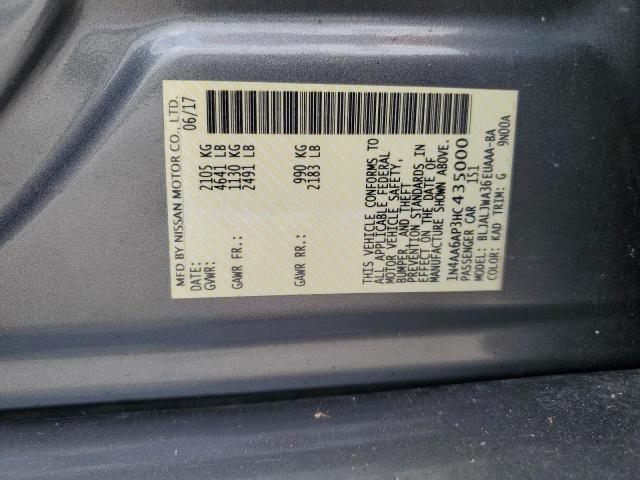 MFD BY NISSAN MOTOR CO., LTD.
DATE: 06/17
GVWR: 2105 KG
4641 LB
GAWR FR.: 1130 KG
2491 LB
GAWR RR.: 990 KG
2183 LB
THIS VEHICLE CONFORMS TO
ALL APPLICABLE FEDERAL
MOTOR VEHICLE SAFETY,
BUMPER, AND THEFT
PREVENTION STANDARDS IN
EFFECT ON THE DATE OF
MANUFACTURE SHOWN ABOVE.
1N4AA6AP3HC435000
PASSENGER CAR 151
MODEL: BLJALJWA36EUAAA-BA
COLOR: KAD TRIM: G 9N00A